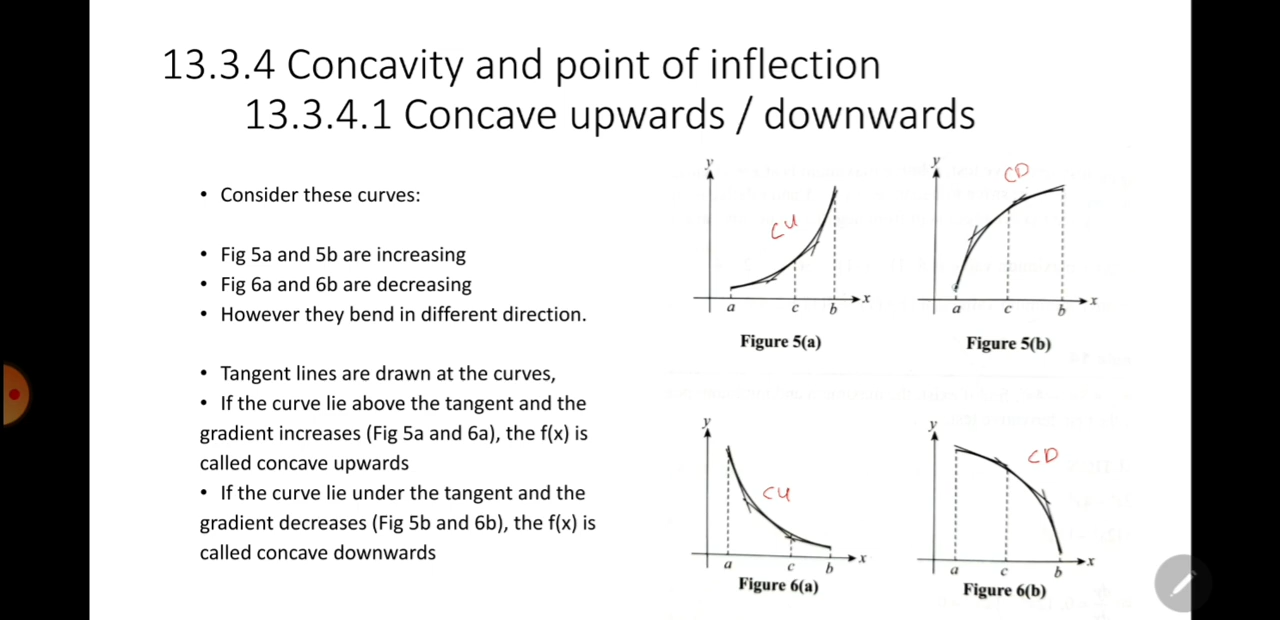 13.3.4 Concavity and point of inflection
13.3.4.1 Concave upwards / downwards
• Consider these curves:
• Fig 5a and 5b are increasing
• Fig 6a and 6b are decreasing
• However they bend in different direction.
• Tangent lines are drawn at the curves,
• If the curve lie above the tangent and the
gradient increases (Fig 5a and 6a), the f(x) is
called concave upwards
• If the curve lie under the tangent and the
gradient decreases (Fig 5b and 6b), the f(x) is
called concave downwards
y
CU
a c b x
Figure 5(a)
y
CD
a c b x
Figure 5(b)
y
CU
a c b x
Figure 6(a)
y
CD
a c b x
Figure 6(b)